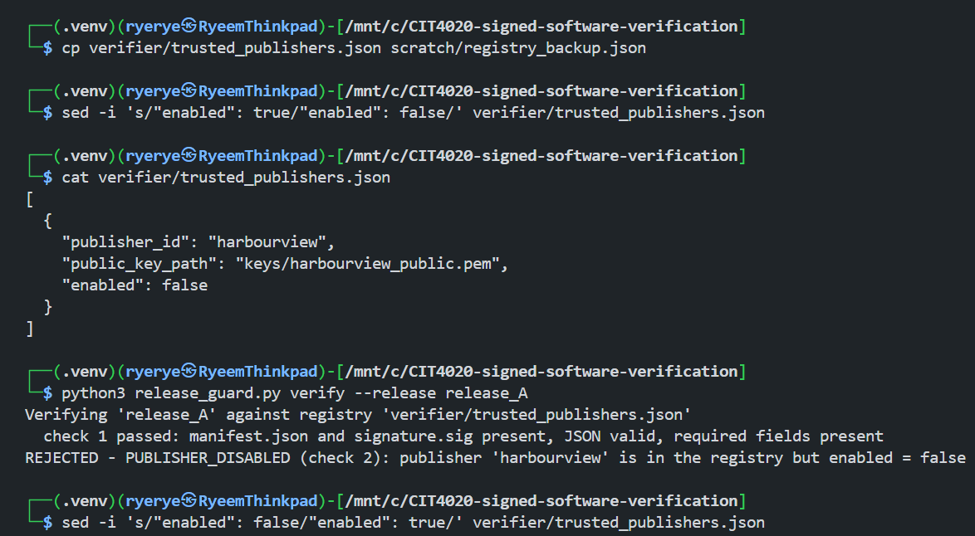 ┌──(.venv)(ryerye㉿RyeemThinkpad)-[/mnt/c/CIT4020-signed-software-verification]
└─$ cp verifier/trusted_publishers.json scratch/registry_backup.json
┌──(.venv)(ryerye㉿RyeemThinkpad)-[/mnt/c/CIT4020-signed-software-verification]
└─$ sed -i 's/"enabled": true/"enabled": false/' verifier/trusted_publishers.json
┌──(.venv)(ryerye㉿RyeemThinkpad)-[/mnt/c/CIT4020-signed-software-verification]
└─$ cat verifier/trusted_publishers.json
[
  {
    "publisher_id": "harbourview",
    "public_key_path": "keys/harbourview_public.pem",
    "enabled": false
  }
]
┌──(.venv)(ryerye㉿RyeemThinkpad)-[/mnt/c/CIT4020-signed-software-verification]
└─$ python3 release_guard.py verify --release release_A
Verifying 'release_A' against registry 'verifier/trusted_publishers.json'
  check 1 passed: manifest.json and signature.sig present, JSON valid, required fields present
REJECTED - PUBLISHER_DISABLED (check 2): publisher 'harbourview' is in the registry but enabled = false
┌──(.venv)(ryerye㉿RyeemThinkpad)-[/mnt/c/CIT4020-signed-software-verification]
└─$ sed -i 's/"enabled": false/"enabled": true/' verifier/trusted_publishers.json